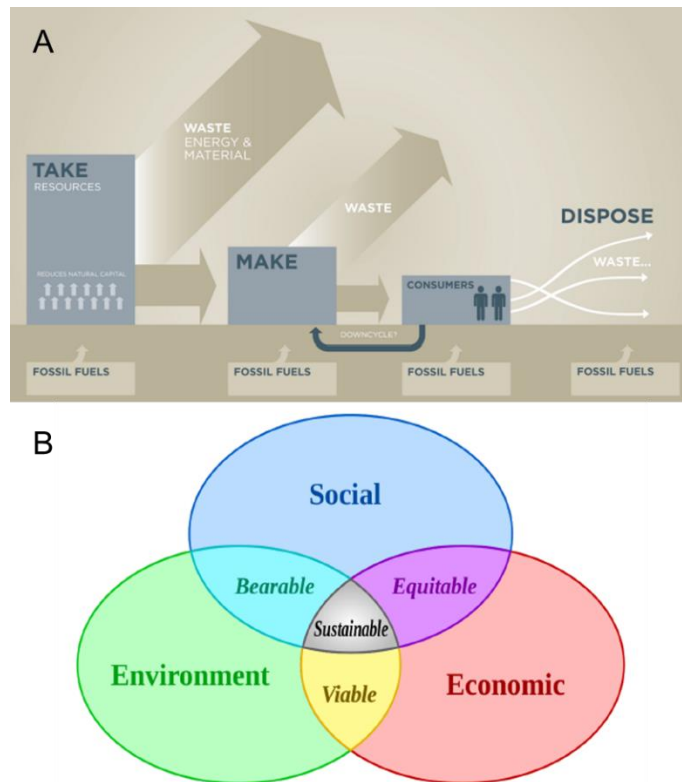 A
WASTE
ENERGY &
MATERIAL
TAKE
RESOURCES
WASTE
DISPOSE
WASTE...
REDUCES NATURAL CAPITAL
MAKE
CONSUMERS
DOWNCYCLE?
FOSSIL FUELS
FOSSIL FUELS
FOSSIL FUELS
FOSSIL FUELS
B
Social
Bearable
Equitable
Sustainable
Environment
Viable
Economic